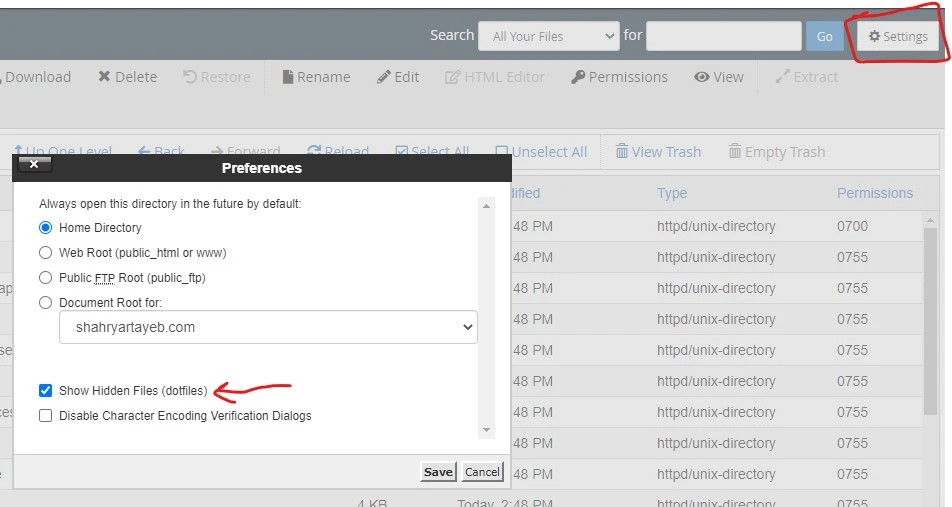 Search All Your Files for Go Settings
Download Delete Restore Rename Edit HTML Editor Permissions View Extract
Up One Level Back Forward Reload Select All Unselect All View Trash Empty Trash
Preferences
Type Permissions
Always open this directory in the future by default:
Home Directory
Web Root (public_html or www)
Public FTP Root (public_ftp)
Document Root for:
shahryartayeb.com
Show Hidden Files (dotfiles)
Disable Character Encoding Verification Dialogs
Save Cancel
48 PM httpd/unix-directory 0700
48 PM httpd/unix-directory 0755
48 PM httpd/unix-directory 0755
48 PM httpd/unix-directory 0755
48 PM httpd/unix-directory 0755
48 PM httpd/unix-directory 0755
48 PM httpd/unix-directory 0755
48 PM httpd/unix-directory 0755
48 PM httpd/unix-directory 0755
4 KB Today, 2:48 PM httpd/unix-directory 0755